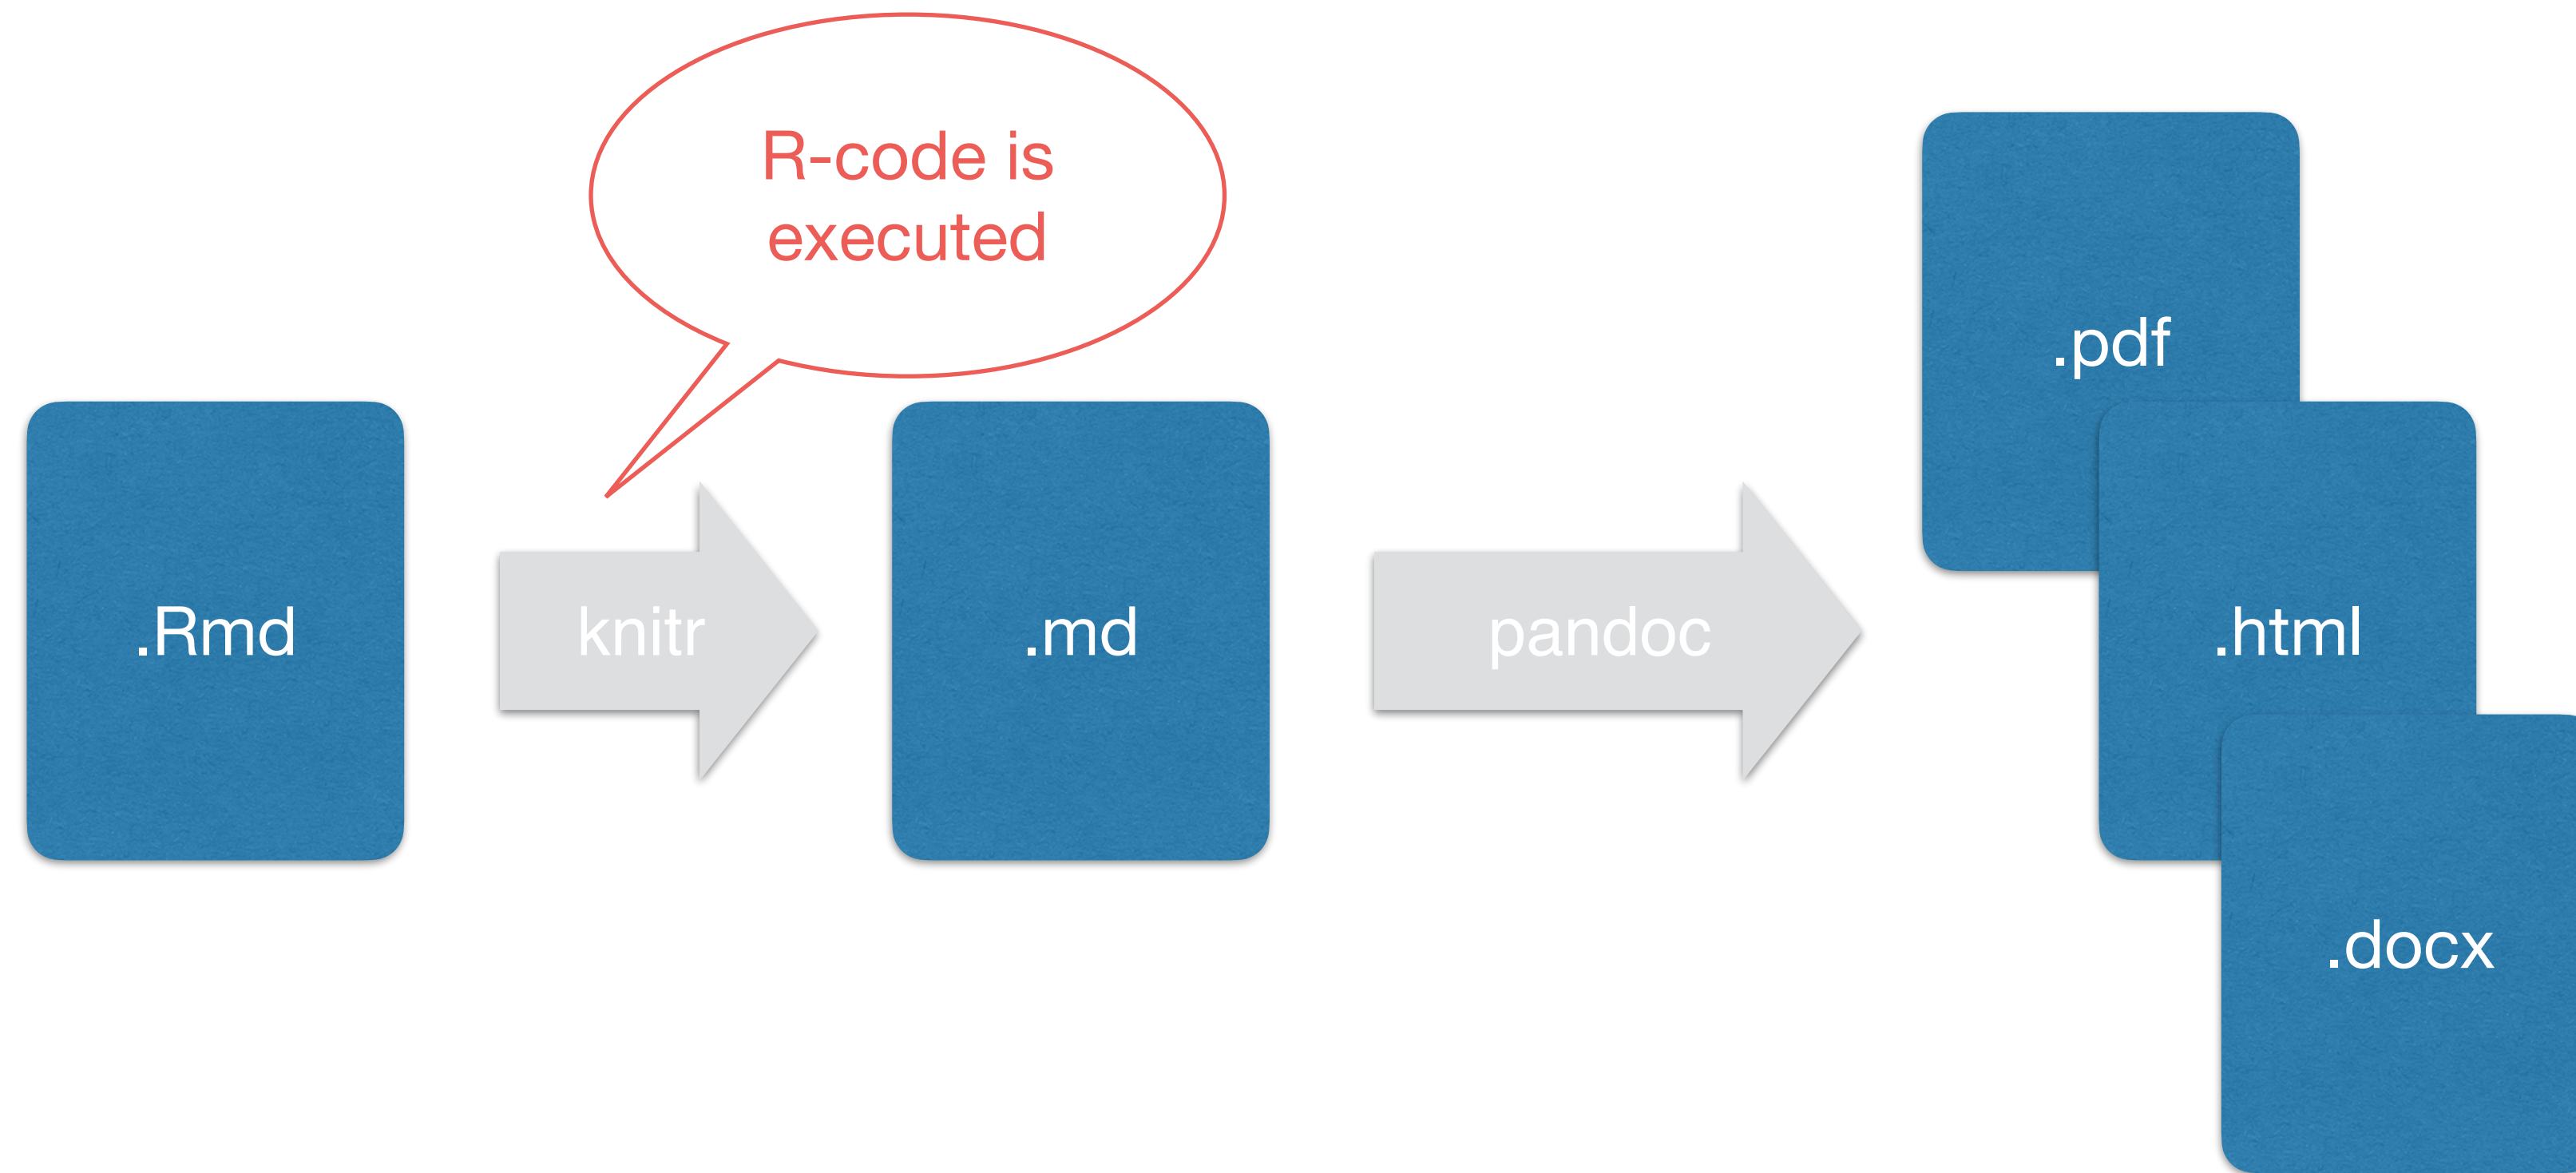 R-code is
executed
.Rmd
knitr
.md
pandoc
.pdf
.html
.docx